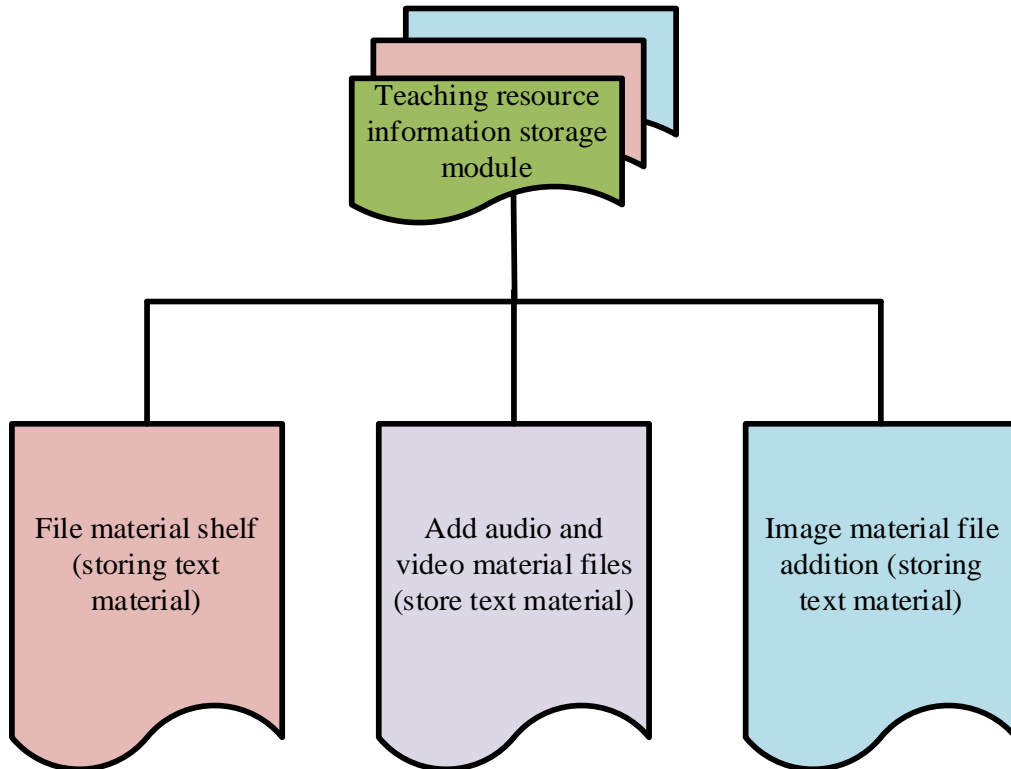 Teaching resource
information storage
module
File material shelf
(storing text
material)
Add audio and
video material files
(store text material)
Image material file
addition (storing
text material)